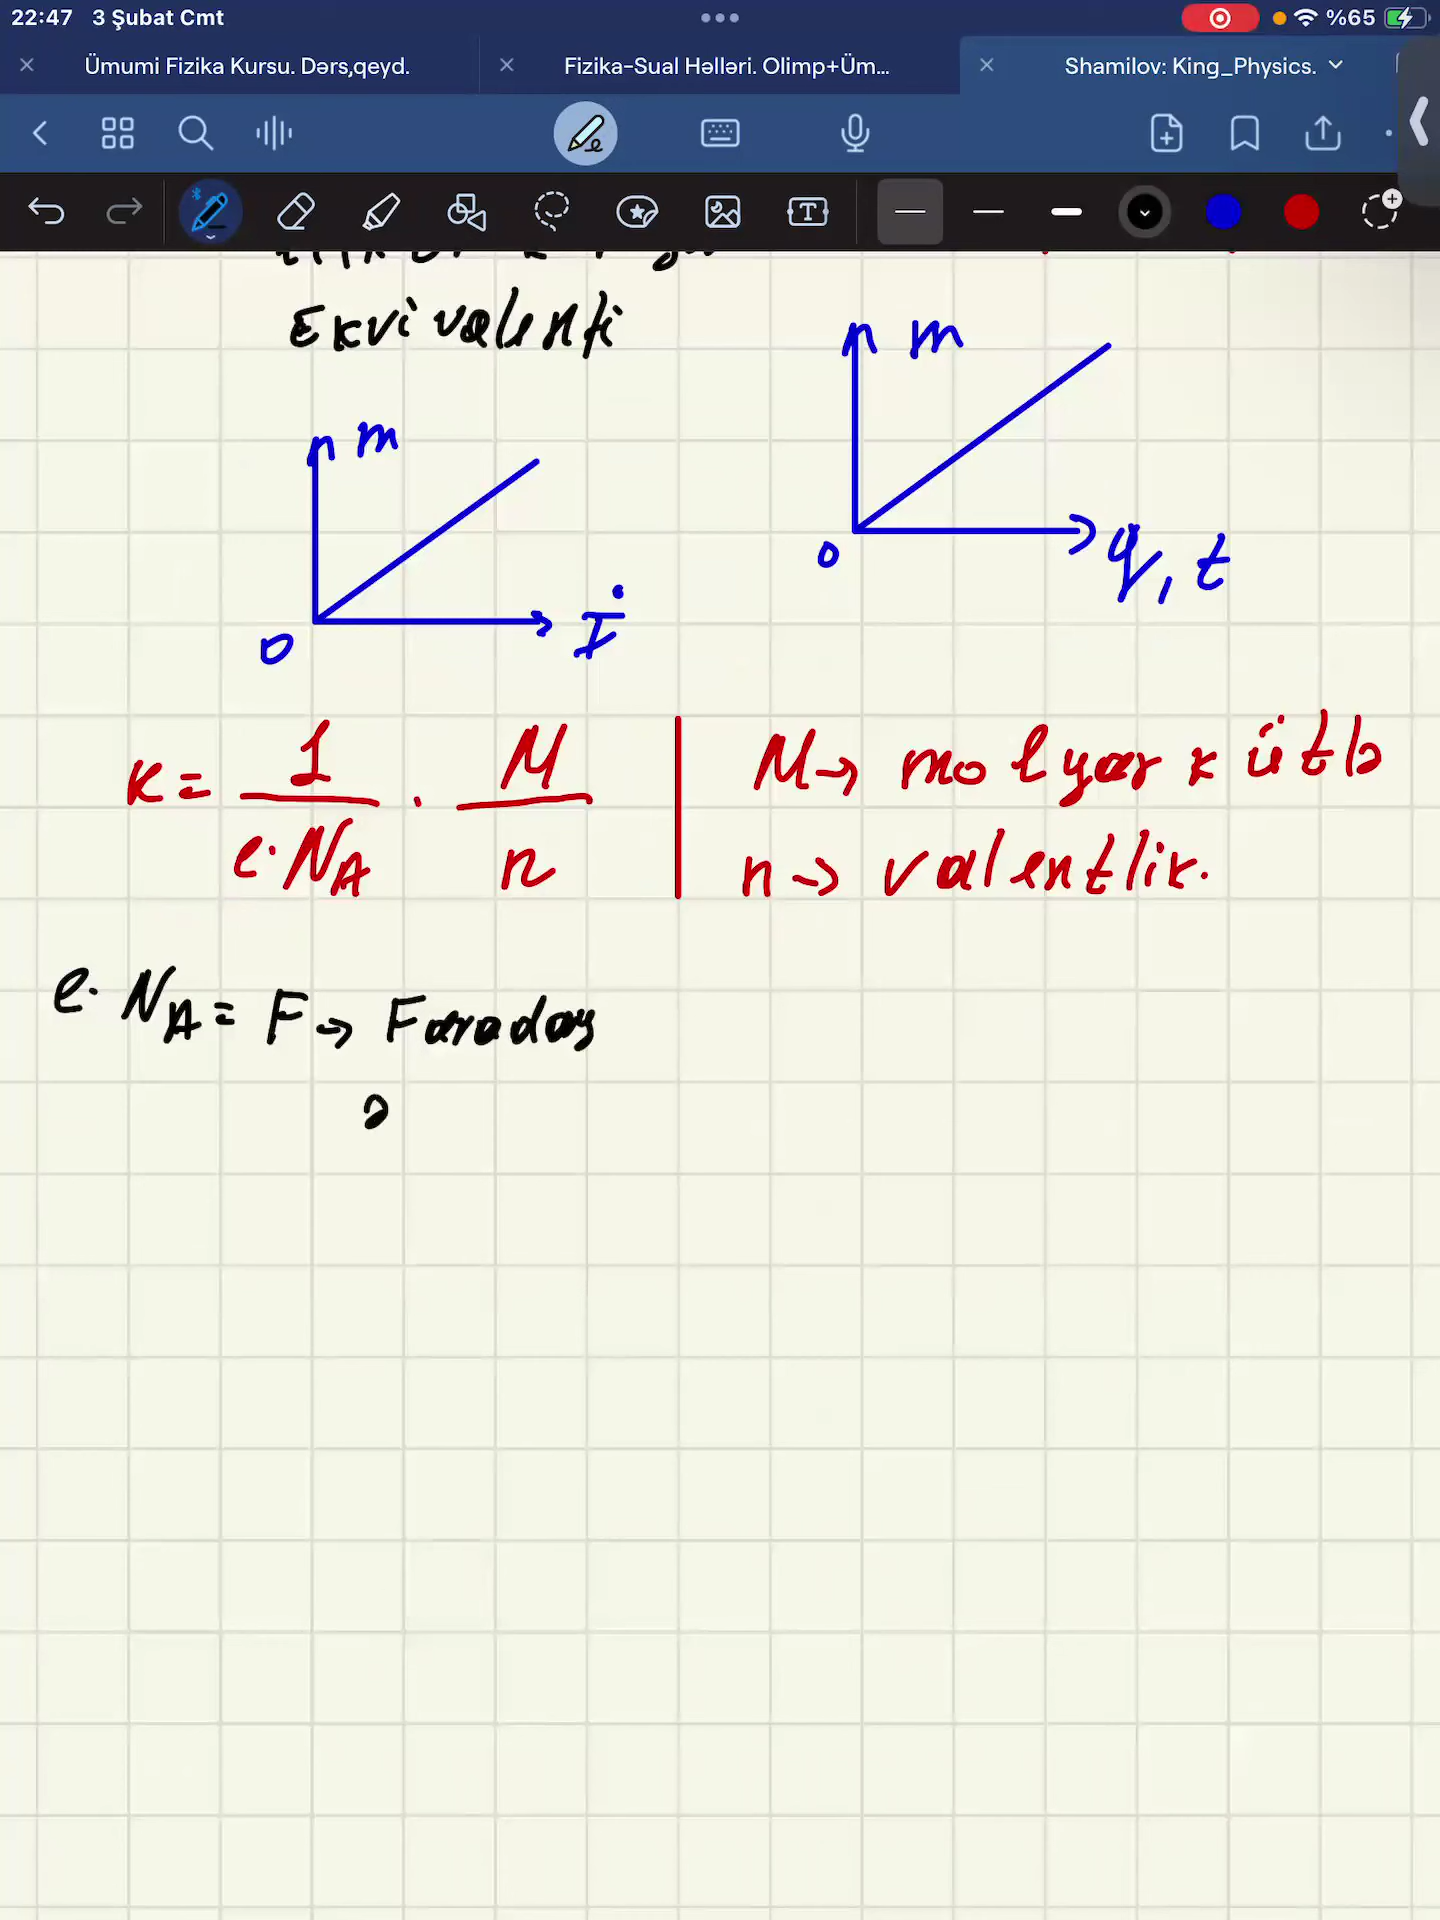 22:47 3 Şubat Cmt
%65
Ümumi Fizika Kursu. Dərs,qeyd.
Fizika-Sual Həlləri. Olimp+Üm...
Shamilov: King_Physics.
Ekvivalenti
m
m
0
q, t
0
I
K = 1 / e·N_A · M / n
M → molyar kütlə
n → valentlik.
e·N_A = F → Faraday
ə